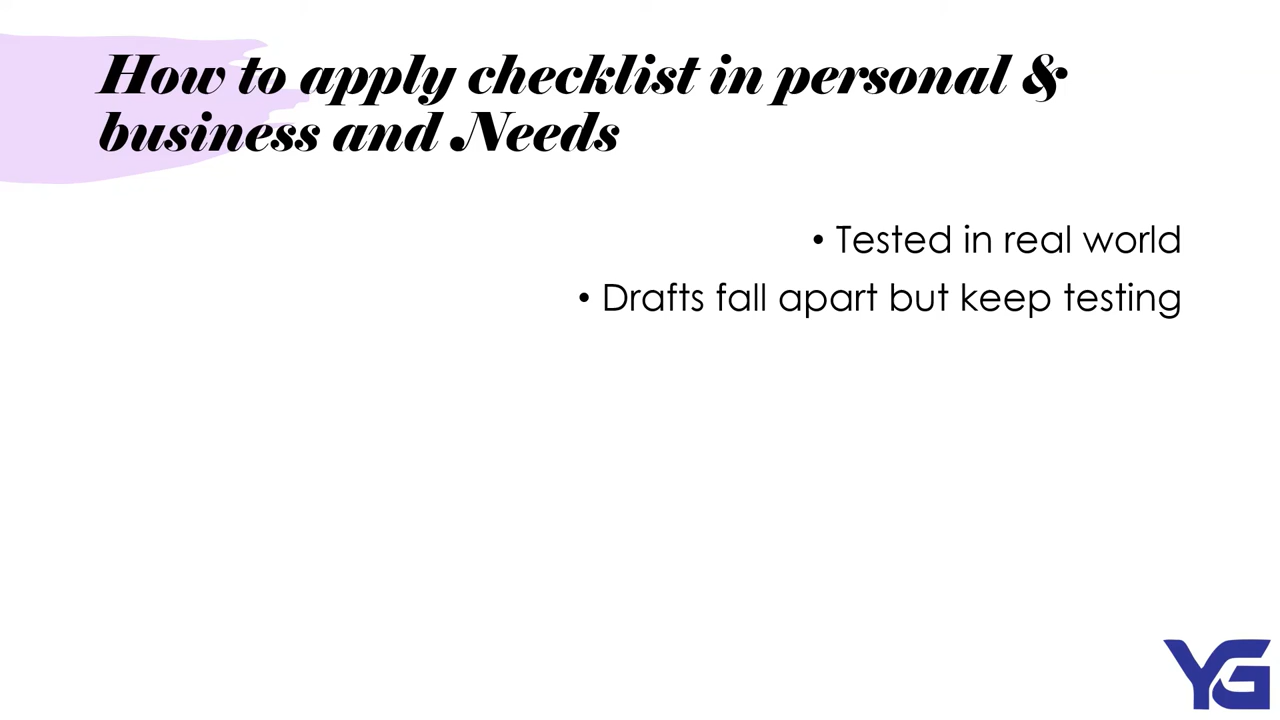 How to apply checklist in personal &
business and Needs
• Tested in real world
• Drafts fall apart but keep testing
YG